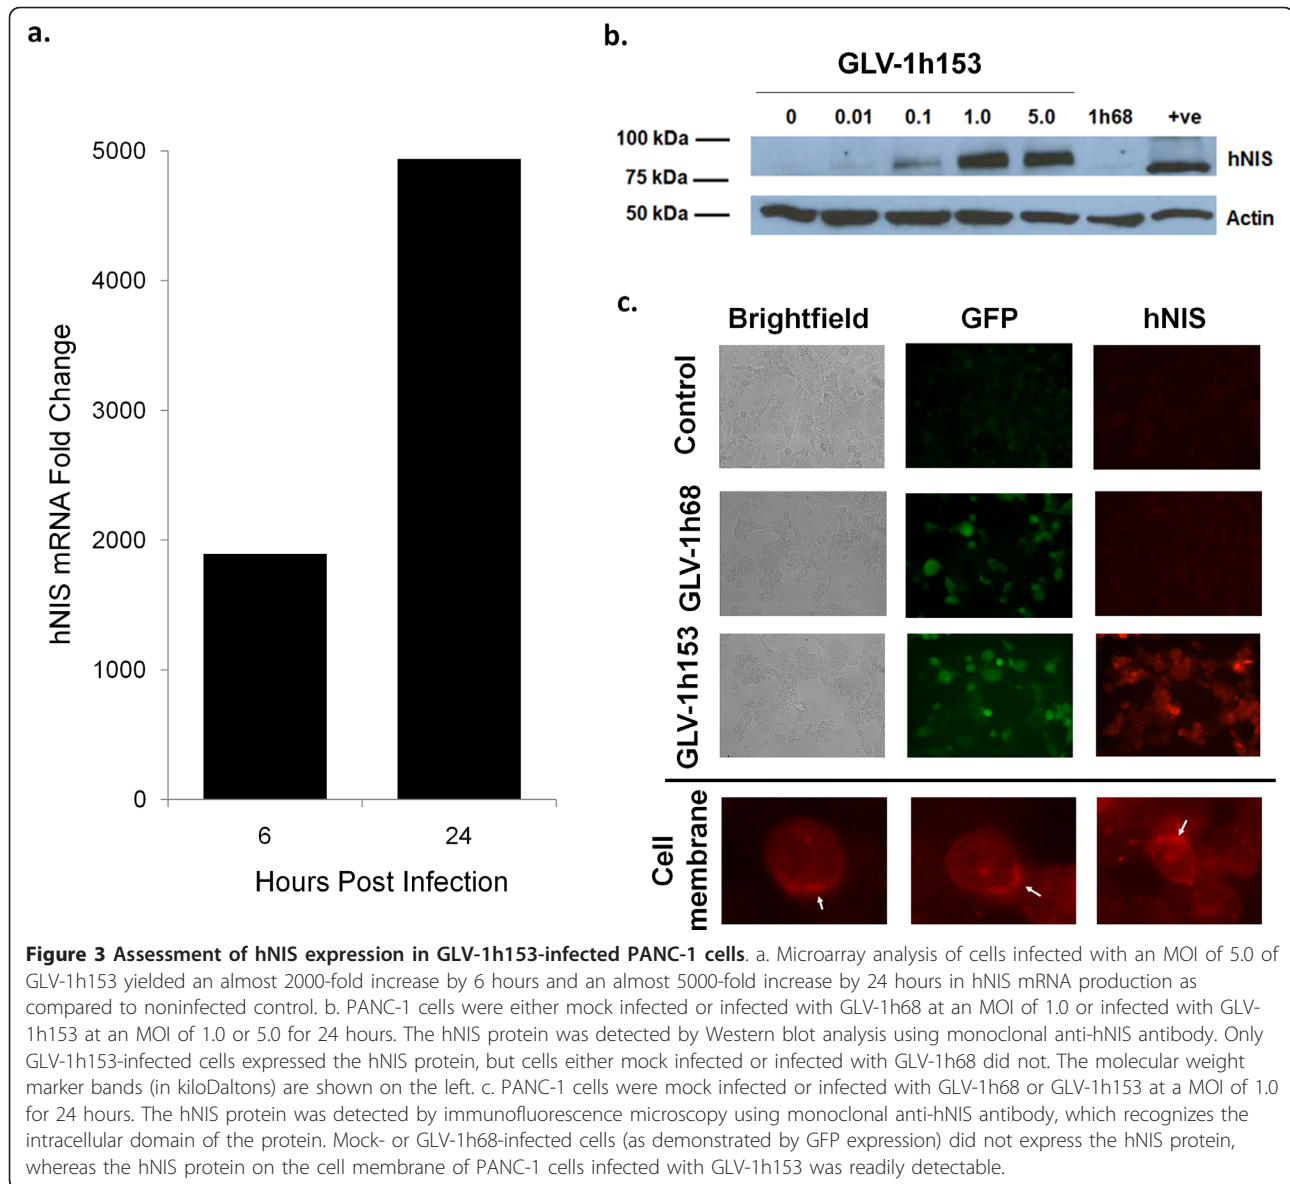 a.
hNIS mRNA Fold Change
5000
4000
3000
2000
1000
0
6
24
Hours Post Infection
b.
GLV-1h153
0 0.01 0.1 1.0 5.0 1h68 +ve
100 kDa
75 kDa
50 kDa
hNIS
Actin
c.
Brightfield GFP hNIS
Control
GLV-1h68
GLV-1h153
Cell
membrane
Figure 3 Assessment of hNIS expression in GLV-1h153-infected PANC-1 cells. a. Microarray analysis of cells infected with an MOI of 5.0 of
GLV-1h153 yielded an almost 2000-fold increase by 6 hours and an almost 5000-fold increase by 24 hours in hNIS mRNA production as
compared to noninfected control. b. PANC-1 cells were either mock infected or infected with GLV-1h68 at an MOI of 1.0 or infected with GLV-
1h153 at an MOI of 1.0 or 5.0 for 24 hours. The hNIS protein was detected by Western blot analysis using monoclonal anti-hNIS antibody. Only
GLV-1h153-infected cells expressed the hNIS protein, but cells either mock infected or infected with GLV-1h68 did not. The molecular weight
marker bands (in kiloDaltons) are shown on the left. c. PANC-1 cells were mock infected or infected with GLV-1h68 or GLV-1h153 at a MOI of 1.0
for 24 hours. The hNIS protein was detected by immunofluorescence microscopy using monoclonal anti-hNIS antibody, which recognizes the
intracellular domain of the protein. Mock- or GLV-1h68-infected cells (as demonstrated by GFP expression) did not express the hNIS protein,
whereas the hNIS protein on the cell membrane of PANC-1 cells infected with GLV-1h153 was readily detectable.